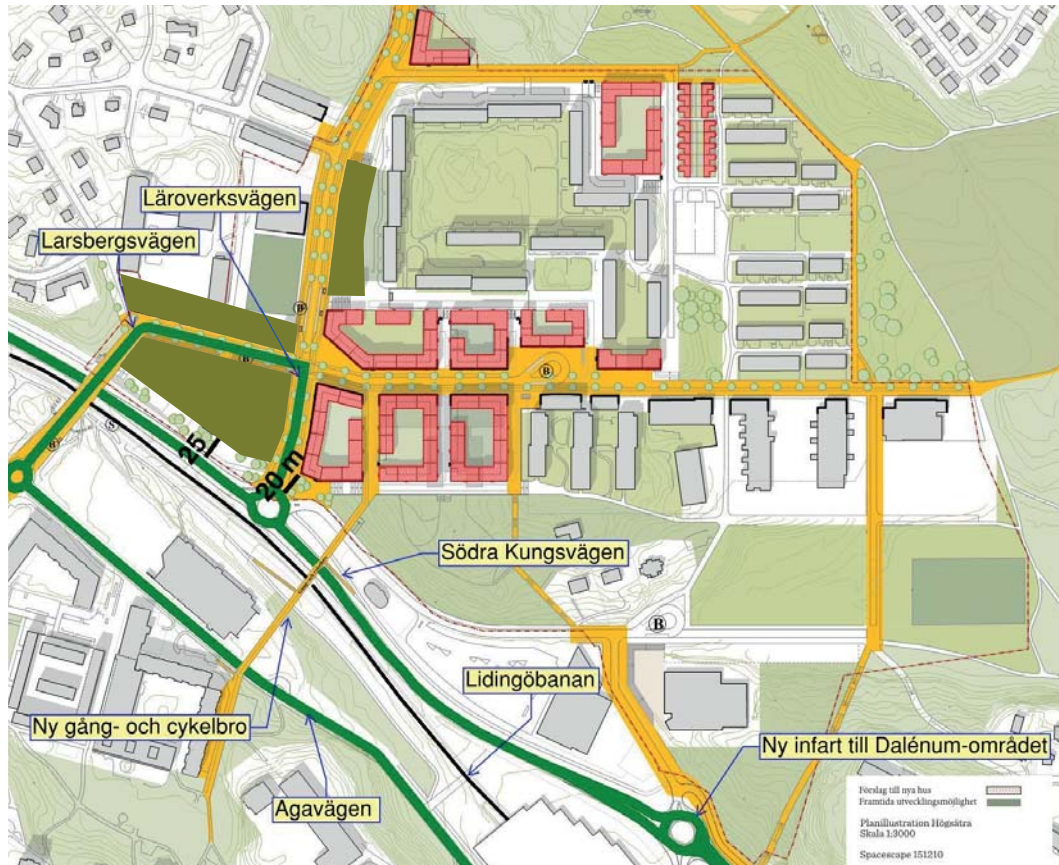 Läroverksvägen
Larsbergsvägen
B
B
B
B
S
25
20 m
Södra Kungsvägen
B
Lidingöbanan
Ny gång- och cykelbro
Ny infart till Dalénum-området
Agavägen
Förslag till nya hus
Framtida utvecklingsmöjlighet
Planillustration Högsätra
Skala 1:3000
Spacescape 151210